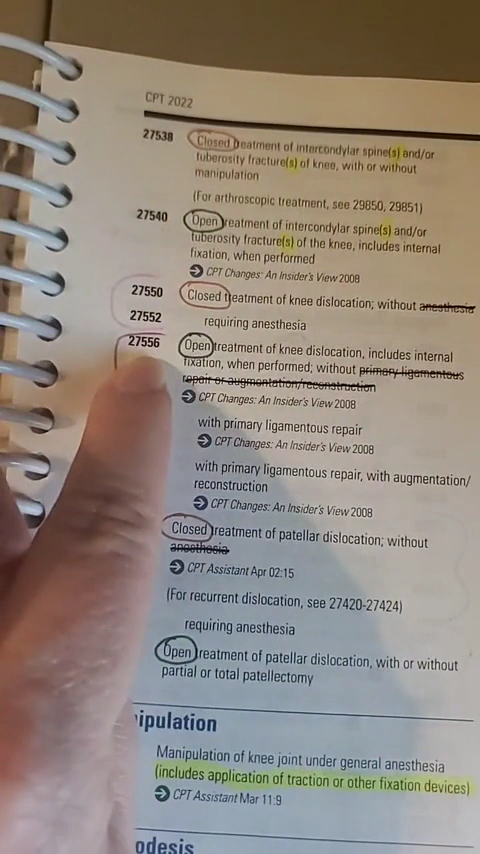 CPT 2022
27538 Closed treatment of intercondylar spine(s) and/or
tuberosity fracture(s) of knee, with or without
manipulation
(For arthroscopic treatment, see 29850, 29851)
27540 Open treatment of intercondylar spine(s) and/or
tuberosity fracture(s) of the knee, includes internal
fixation, when performed
CPT Changes: An Insider's View 2008
27550 Closed treatment of knee dislocation; without anesthesia
27552 requiring anesthesia
27556 Open treatment of knee dislocation, includes internal
fixation, when performed; without primary ligamentous
repair or augmentation/reconstruction
CPT Changes: An Insider's View 2008
with primary ligamentous repair
CPT Changes: An Insider's View 2008
with primary ligamentous repair, with augmentation/
reconstruction
CPT Changes: An Insider's View 2008
Closed treatment of patellar dislocation; without
anesthesia
CPT Assistant Apr 02:15
(For recurrent dislocation, see 27420-27424)
requiring anesthesia
Open treatment of patellar dislocation, with or without
partial or total patellectomy
ipulation
Manipulation of knee joint under general anesthesia
(includes application of traction or other fixation devices)
CPT Assistant Mar 11:9
odesis